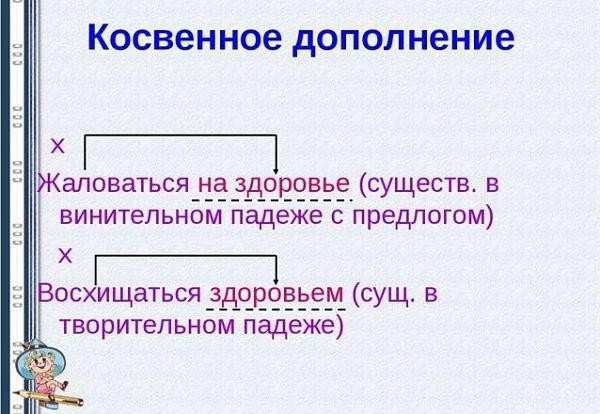 Косвенное дополнение
х
Жаловаться на здоровье (существ. в
винительном падеже с предлогом)
х
Восхищаться здоровьем (сущ. в
творительном падеже)